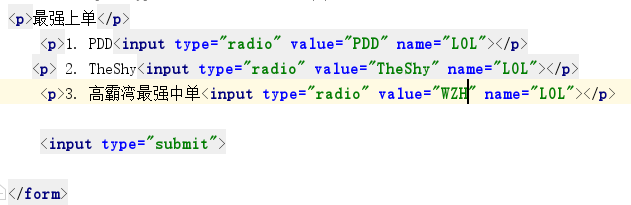 <p>最强上单</p>
<p>1. PDD<input type="radio" value="PDD" name="LOL"></p>
<p> 2. TheShy<input type="radio" value="TheShy" name="LOL"></p>
<p>3. 高霸湾最强中单<input type="radio" value="WZH" name="LOL"></p>
<input type="submit">
</form>